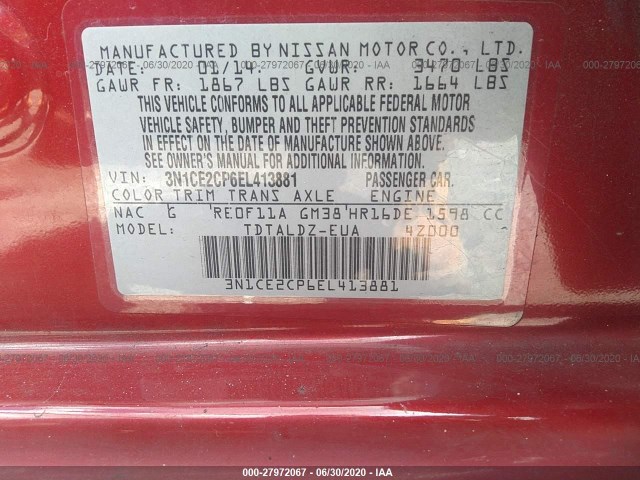 MANUFACTURED BY NISSAN MOTOR CO., LTD.
DATE: 01/14. GVWR: 3470 LBS
GAWR FR: 1867 LBS GAWR RR: 1664 LBS
THIS VEHICLE CONFORMS TO ALL APPLICABLE FEDERAL MOTOR
VEHICLE SAFETY, BUMPER AND THEFT PREVENTION STANDARDS
IN EFFECT ON THE DATE OF MANUFACTURE SHOWN ABOVE.
SEE OWNER'S MANUAL FOR ADDITIONAL INFORMATION.
VIN: 3N1CE2CP6EL413881 PASSENGER CAR.
COLOR TRIM TRANS AXLE ENGINE
NAC G RE0F11A GM38 HR16DE 1598 CC
MODEL: TDTALDZ-EUA 4Z000
3N1CE2CP6EL413881
000-27972067 - 06/30/2020 - IAA